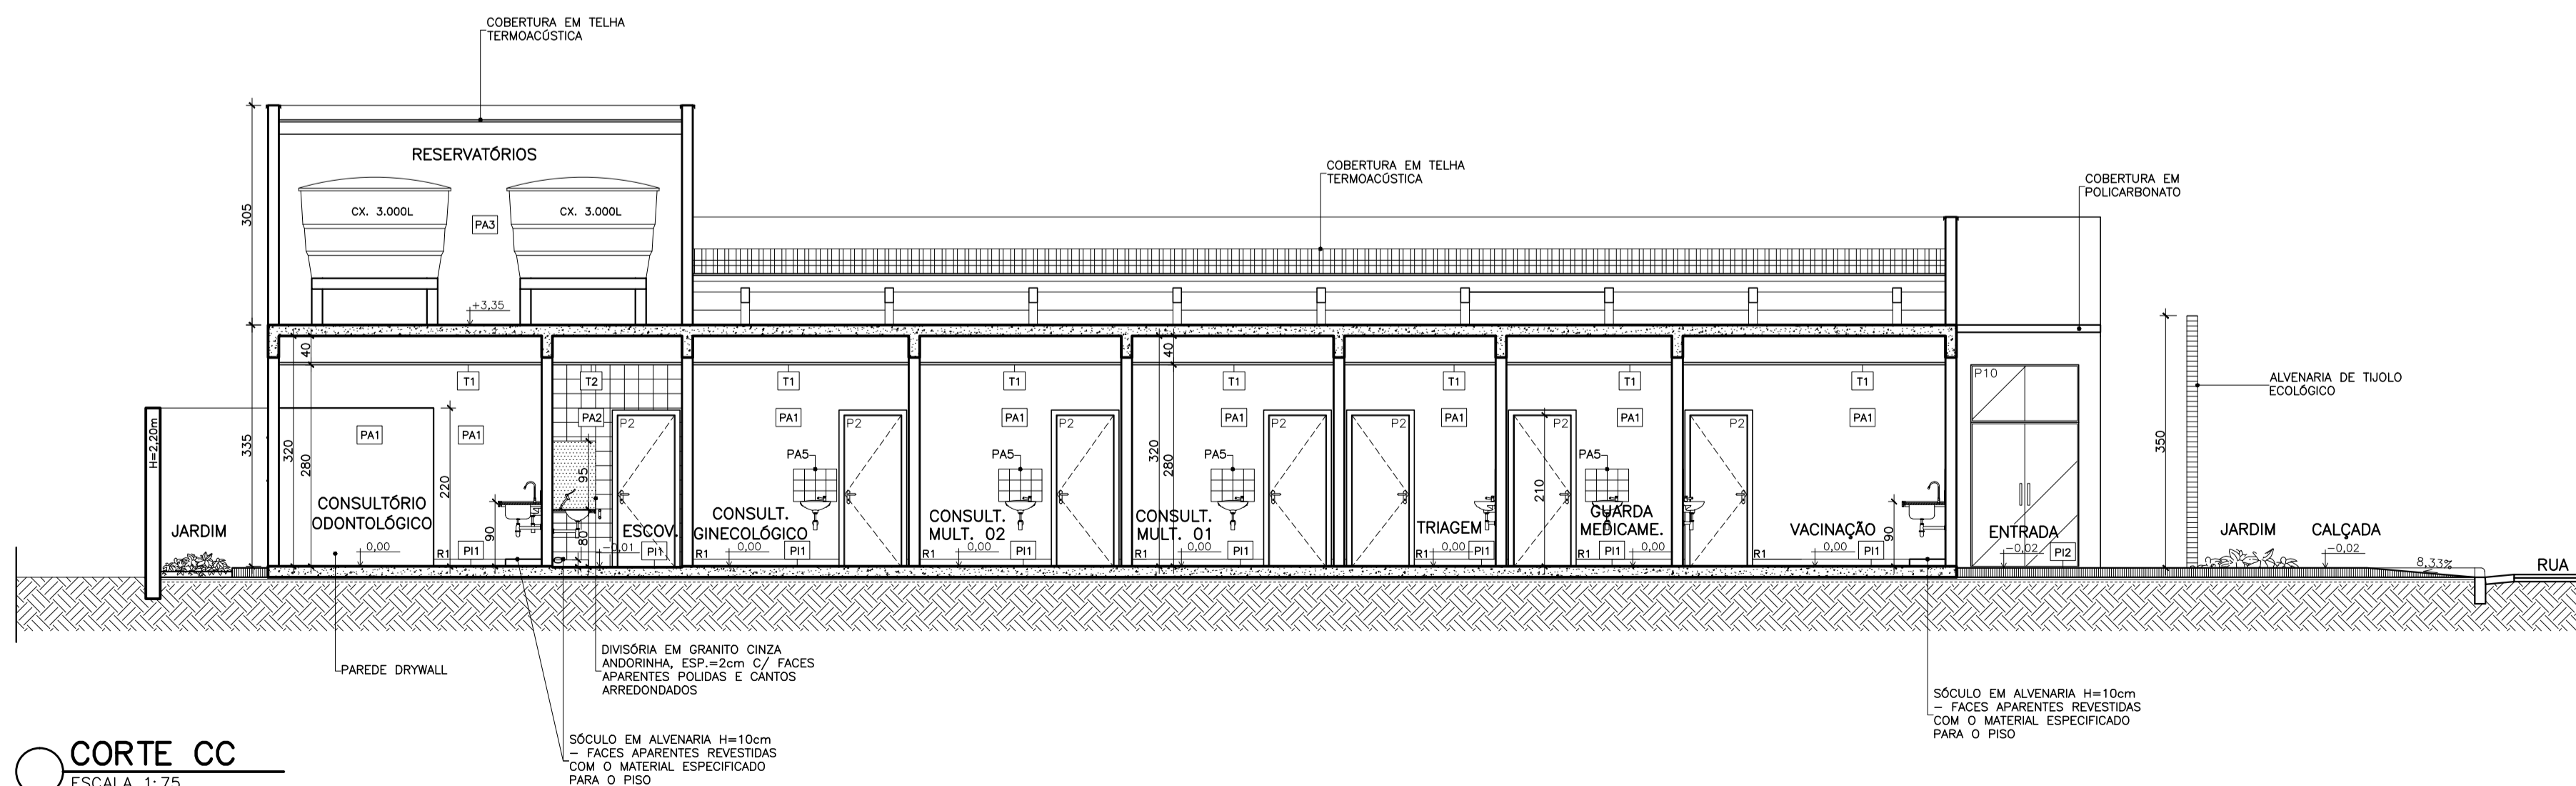 COBERTURA EM TELHA
TERMOACÚSTICA
RESERVATÓRIOS
CX. 3.000L
CX. 3.000L
PA3
305
+3,35
COBERTURA EM TELHA
TERMOACÚSTICA
COBERTURA EM
POLICARBONATO
ALVENARIA DE TIJOLO
ECOLÓGICO
H=2,20m
JARDIM
335
320
280
40
T1
PA1
PA1
220
CONSULTÓRIO
ODONTOLÓGICO
0,00
R1
PI1
90
T2
PA2
P2
95
80
ESCOV.
-0,01
PI1
T1
PA1
P2
PA5
CONSULT.
GINECOLÓGICO
R1
0,00
PI1
T1
PA1
P2
PA5
CONSULT.
MULT. 02
R1
0,00
PI1
40
320
280
T1
PA1
P2
PA5
CONSULT.
MULT. 01
R1
0,00
PI1
P2
T1
PA1
TRIAGEM
R1
0,00
PI1
P2
210
T1
PA1
PA5
GUARDA
MEDICAME.
R1
PI1
0,00
P2
T1
PA1
VACINAÇÃO
R1
0,00
PI1
90
P10
ENTRADA
-0,02
PI2
350
JARDIM
CALÇADA
-0,02
8,33%
RUA
PAREDE DRYWALL
DIVISÓRIA EM GRANITO CINZA
ANDORINHA, ESP.=2cm C/ FACES
APARENTES POLIDAS E CANTOS
ARREDONDADOS
SÓCULO EM ALVENARIA H=10cm
- FACES APARENTES REVESTIDAS
COM O MATERIAL ESPECIFICADO
PARA O PISO
SÓCULO EM ALVENARIA H=10cm
- FACES APARENTES REVESTIDAS
COM O MATERIAL ESPECIFICADO
PARA O PISO
CORTE CC
ESCALA 1:75